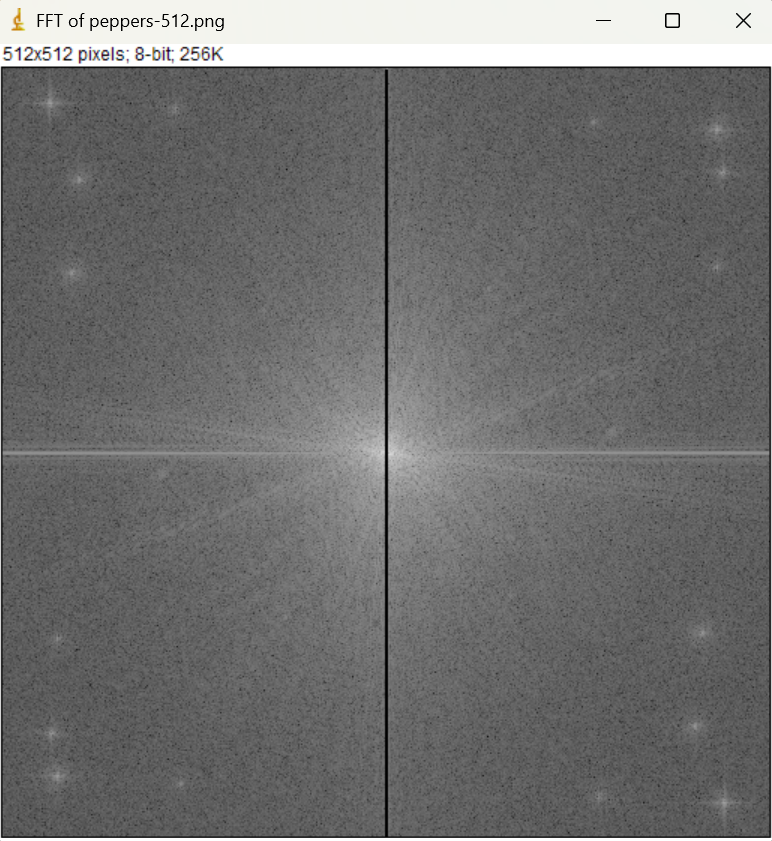 FFT of peppers-512.png
512x512 pixels; 8-bit; 256K